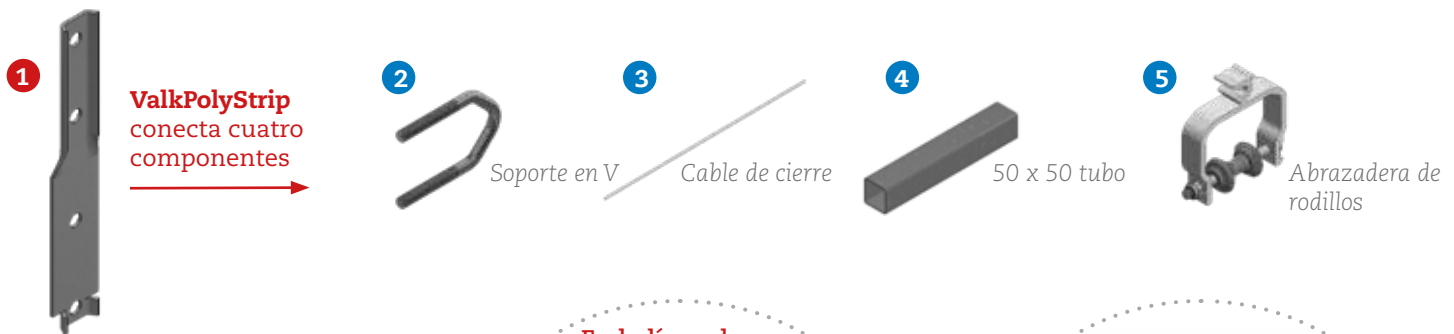 1
ValkPolyStrip
conecta cuatro
componentes
2
Soporte en V
3
Cable de cierre
4
50 x 50 tubo
5
Abrazadera de
rodillos